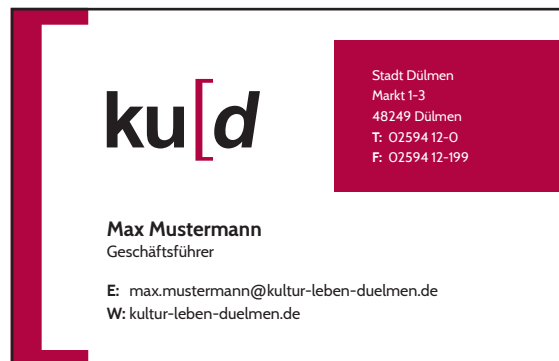 ku[d
Stadt Dülmen
Markt 1-3
48249 Dülmen
T: 02594 12-0
F: 02594 12-199
Max Mustermann
Geschäftsführer
E: max.mustermann@kultur-leben-duelmen.de
W: kultur-leben-duelmen.de